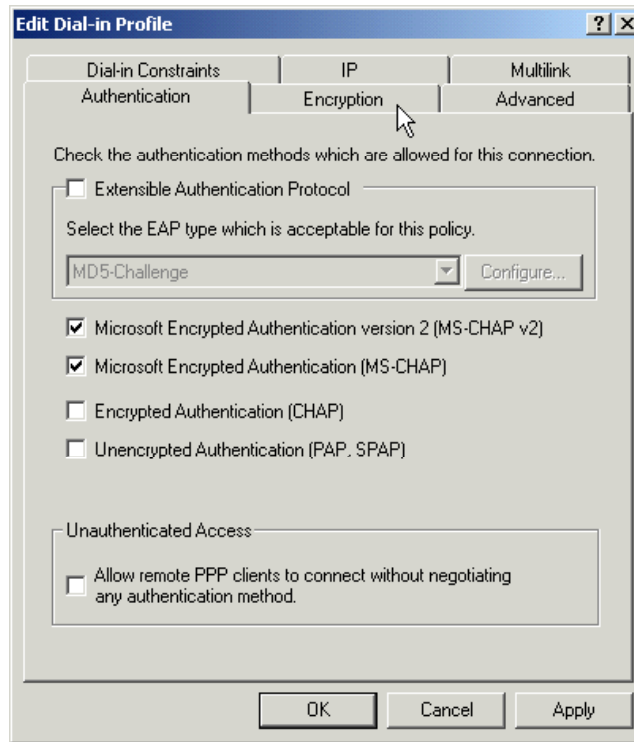 Edit Dial-in Profile
Dial-in Constraints IP Multilink
Authentication Encryption Advanced
Check the authentication methods which are allowed for this connection.
Extensible Authentication Protocol
Select the EAP type which is acceptable for this policy.
MD5-Challenge Configure...
Microsoft Encrypted Authentication version 2 (MS-CHAP v2)
Microsoft Encrypted Authentication (MS-CHAP)
Encrypted Authentication (CHAP)
Unencrypted Authentication (PAP, SPAP)
Unauthenticated Access
Allow remote PPP clients to connect without negotiating
any authentication method.
OK Cancel Apply